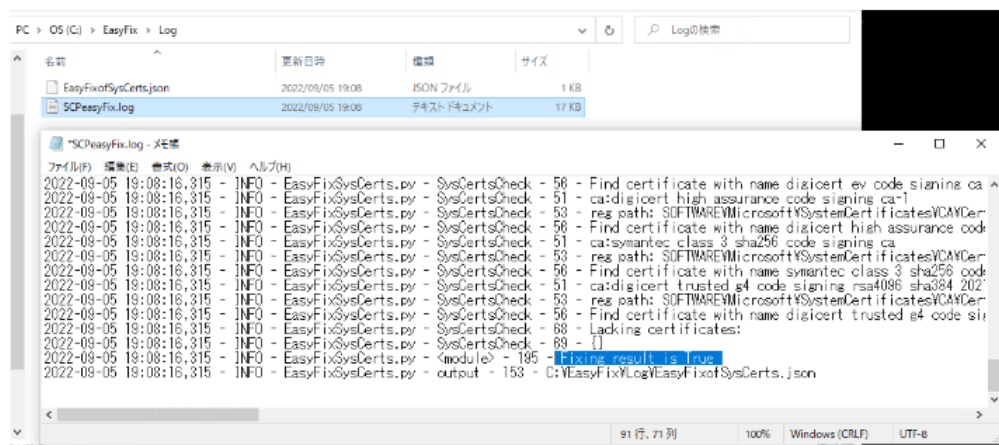 PC > OS (C:) > EasyFix > Log
Logの検索
名前 更新日時 種類 サイズ
EasyFixofSysCerts.json 2022/09/05 19:08 JSON ファイル 1 KB
SCPeasyFix.log 2022/09/05 19:08 テキスト ドキュメント 17 KB
*SCPeasyFix.log - メモ帳
ファイル(F) 編集(E) 書式(O) 表示(V) ヘルプ(H)
2022-09-05 19:08:16,315 - INFO - EasyFixSysCerts.py - SysCertsCheck - 56 - Find certificate with name digicert ev code signing ca
2022-09-05 19:08:16,315 - INFO - EasyFixSysCerts.py - SysCertsCheck - 51 - ca:digicert high assurance code signing ca-1
2022-09-05 19:08:16,315 - INFO - EasyFixSysCerts.py - SysCertsCheck - 53 - reg path: SOFTWARE¥Microsoft¥SystemCertificates¥CA¥Cer
2022-09-05 19:08:16,315 - INFO - EasyFixSysCerts.py - SysCertsCheck - 56 - Find certificate with name digicert high assurance code
2022-09-05 19:08:16,315 - INFO - EasyFixSysCerts.py - SysCertsCheck - 51 - ca:symantec class 3 sha256 code signing ca
2022-09-05 19:08:16,315 - INFO - EasyFixSysCerts.py - SysCertsCheck - 53 - reg path: SOFTWARE¥Microsoft¥SystemCertificates¥CA¥Cer
2022-09-05 19:08:16,315 - INFO - EasyFixSysCerts.py - SysCertsCheck - 56 - Find certificate with name symantec class 3 sha256 code
2022-09-05 19:08:16,315 - INFO - EasyFixSysCerts.py - SysCertsCheck - 51 - ca:digicert trusted g4 code signing rsa4096 sha384 202
2022-09-05 19:08:16,315 - INFO - EasyFixSysCerts.py - SysCertsCheck - 53 - reg path: SOFTWARE¥Microsoft¥SystemCertificates¥CA¥Cer
2022-09-05 19:08:16,315 - INFO - EasyFixSysCerts.py - SysCertsCheck - 56 - Find certificate with name digicert trusted g4 code sig
2022-09-05 19:08:16,315 - INFO - EasyFixSysCerts.py - SysCertsCheck - 68 - Lacking certificates:
2022-09-05 19:08:16,315 - INFO - EasyFixSysCerts.py - SysCertsCheck - 69 - []
2022-09-05 19:08:16,315 - INFO - EasyFixSysCerts.py - <module> - 195 - Fixing result is True
2022-09-05 19:08:16,315 - INFO - EasyFixSysCerts.py - output - 153 - C:¥EasyFix¥Log¥EasyFixofSysCerts.json
91 行、71 列 100% Windows (CRLF) UTF-8